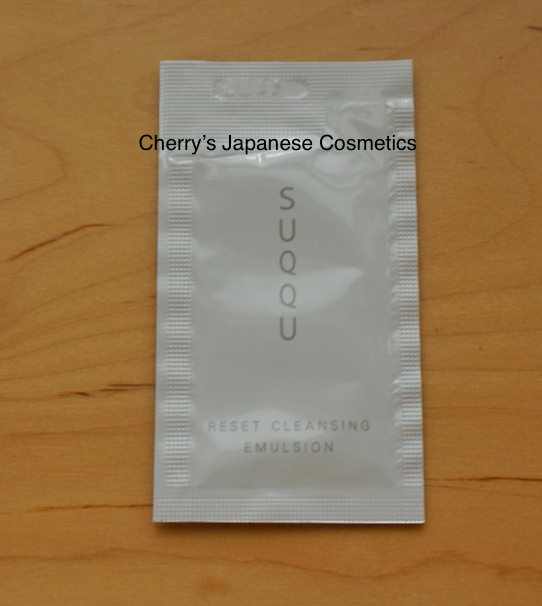 Cherry's Japanese Cosmetics
SUQQU
RESET CLEANSING
EMULSION